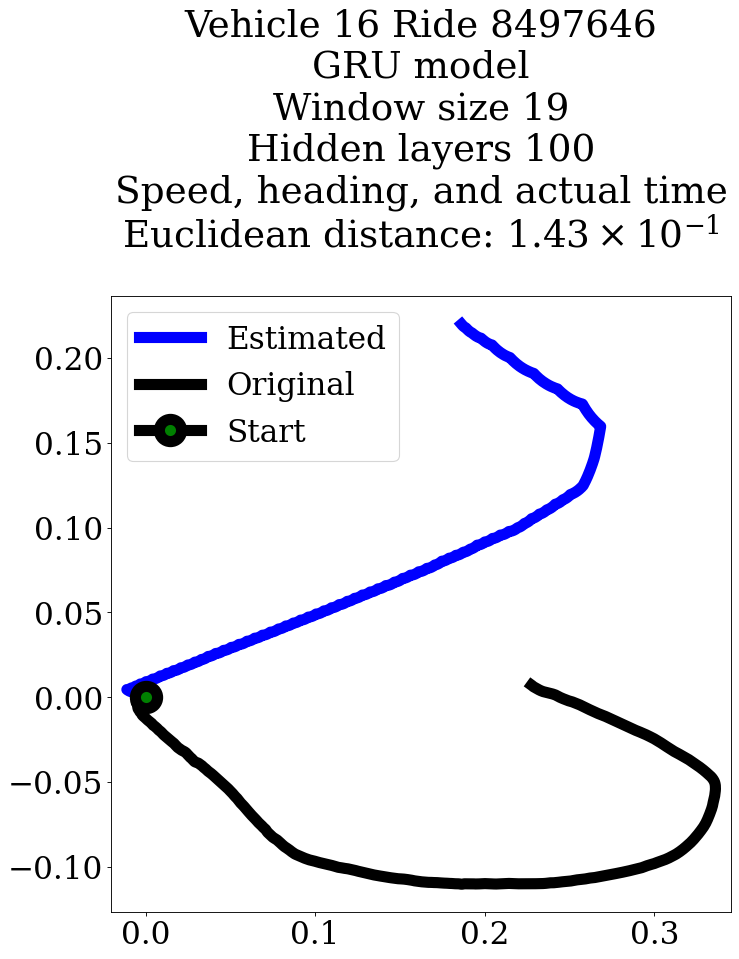 Vehicle 16 Ride 8497646
GRU model
Window size 19
Hidden layers 100
Speed, heading, and actual time
Euclidean distance: 1.43 × 10⁻¹
Estimated
Original
Start
0.20
0.15
0.10
0.05
0.00
−0.05
−0.10
0.0 0.1 0.2 0.3